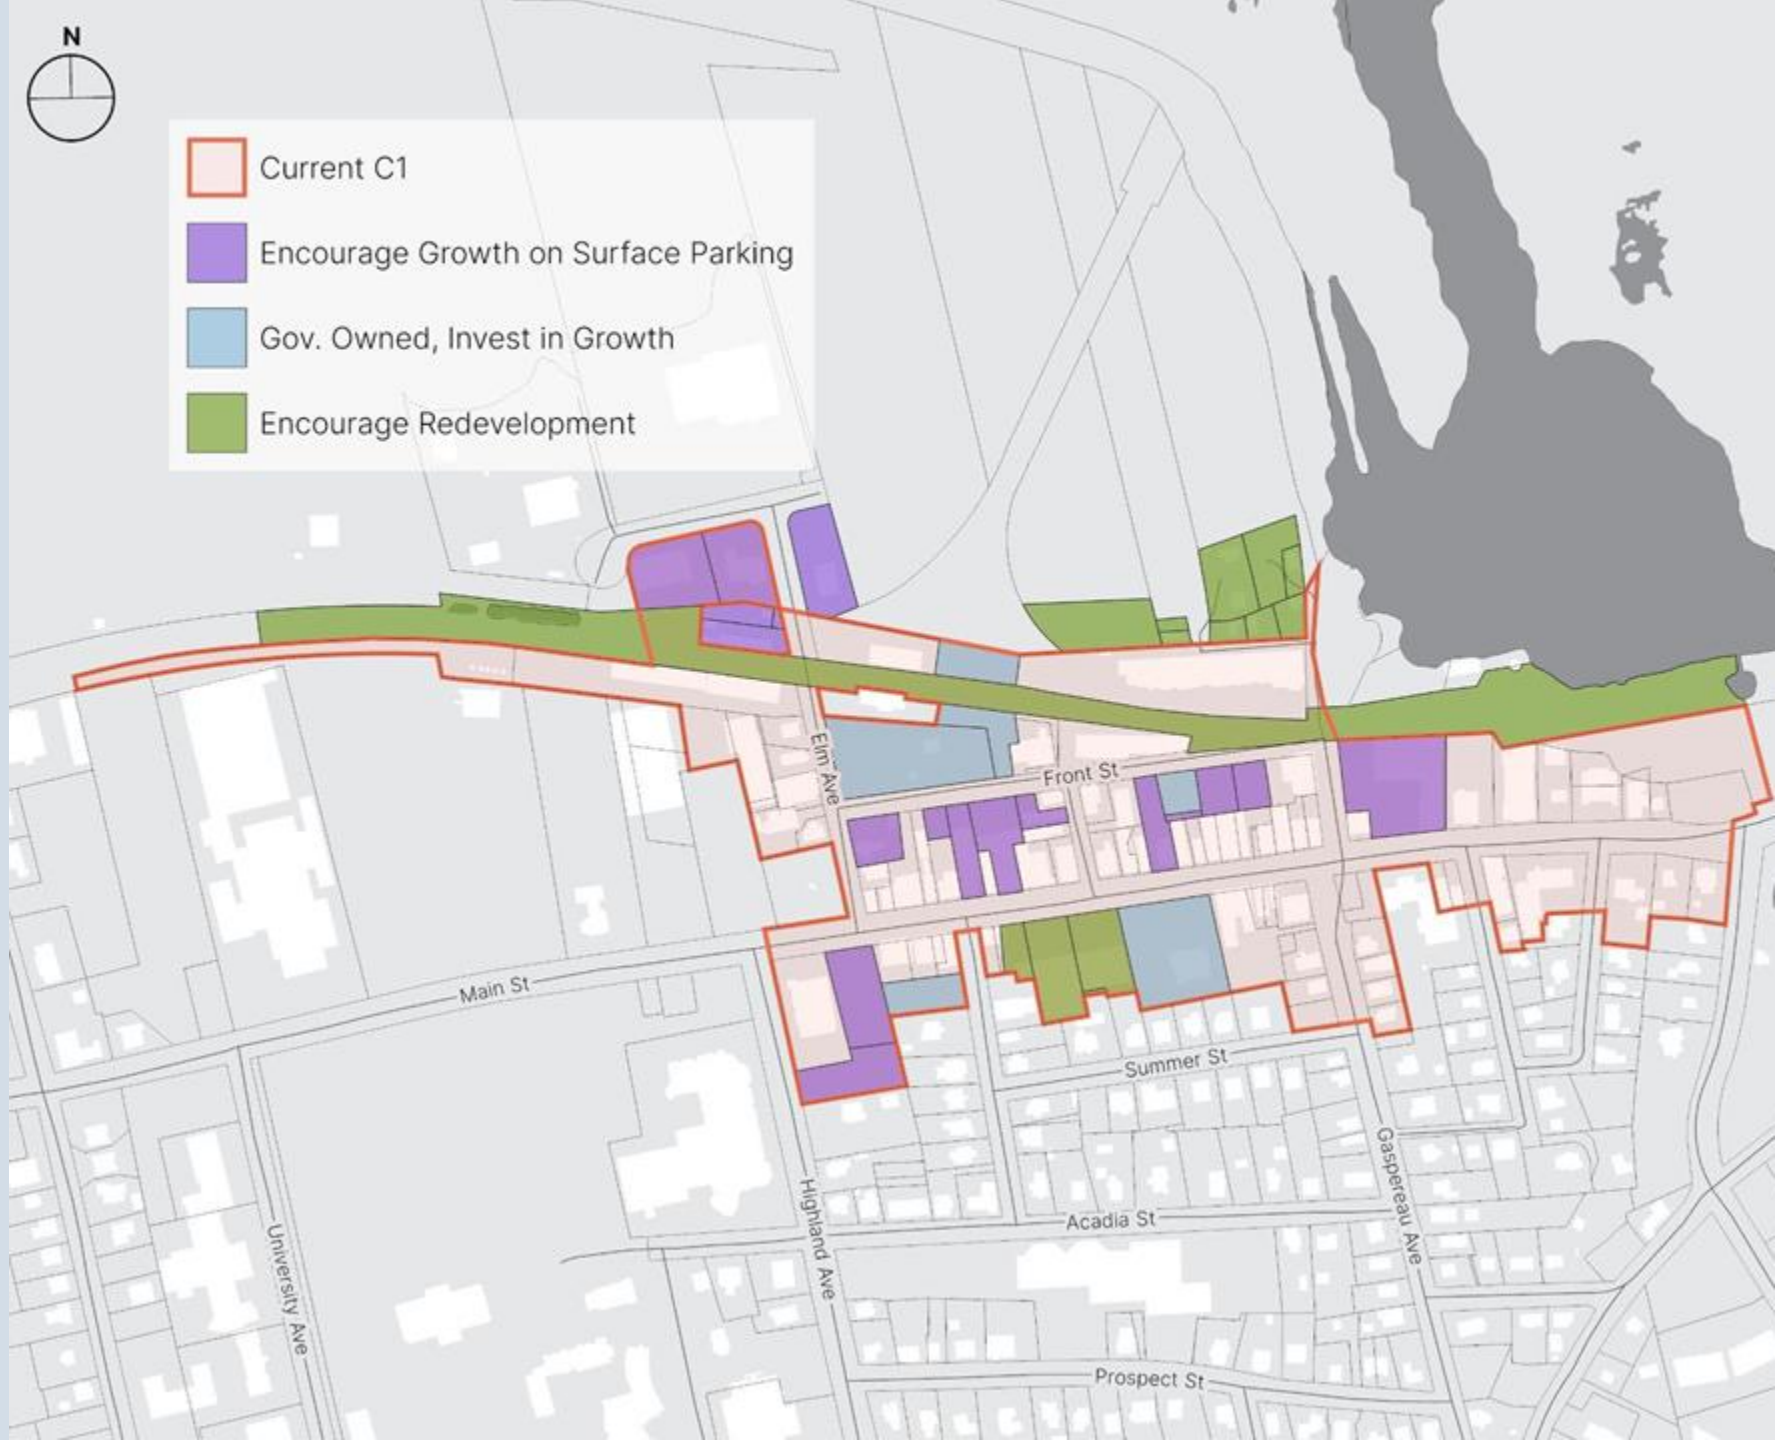 N
Current C1
Encourage Growth on Surface Parking
Gov. Owned, Invest in Growth
Encourage Redevelopment
Elm Ave
Front St
Main St
Summer St
Gaspereau Ave
Highland Ave
Acadia St
University Ave
Prospect St